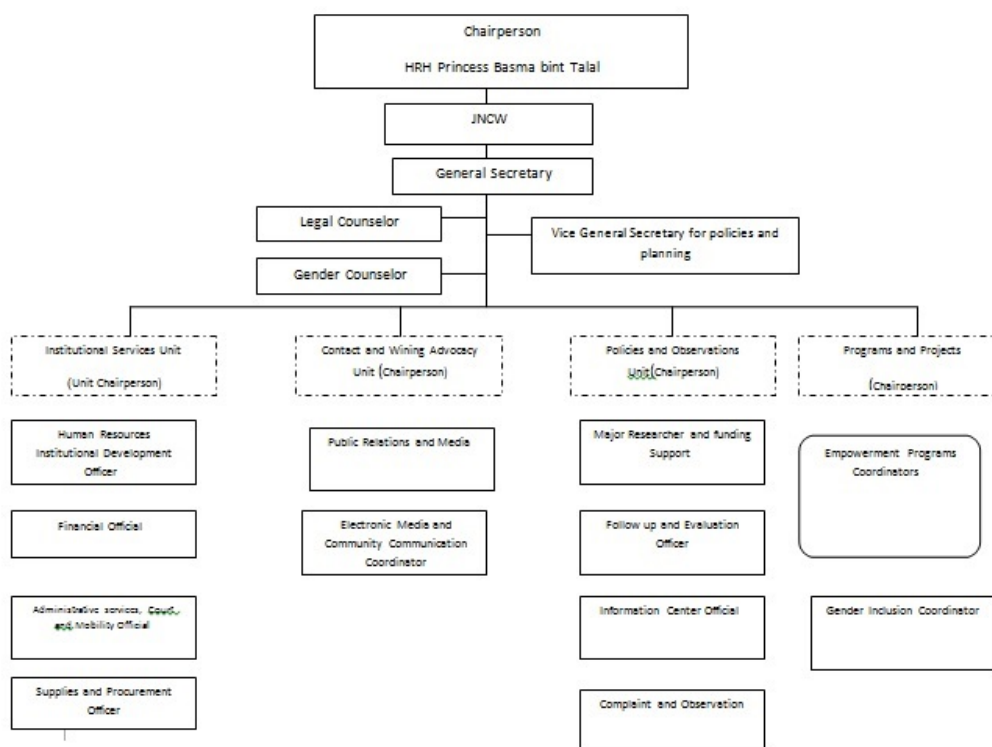 Chairperson
HRH Princess Basma bint Talal
JNCW
General Secretary
Legal Counselor
Vice General Secretary for policies and
planning
Gender Counselor
Institutional Services Unit
(Unit Chairperson)
Contact and Wining Advocacy
Unit (Chairperson)
Policies and Observations
Unit(Chairperson)
Programs and Projects
(Chairperson)
Human Resources
Institutional Development
Officer
Financial Official
Administrative services, Court,
and, Mobility Official
Supplies and Procurement
Officer
Public Relations and Media
Electronic Media and
Community Communication
Coordinator
Major Researcher and funding
Support
Follow up and Evaluation
Officer
Information Center Official
Complaint and Observation
Empowerment Programs
Coordinators
Gender Inclusion Coordinator